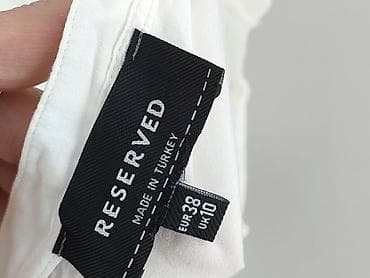 RESERVED
MADE IN TURKEY
EUR 38
UK 10